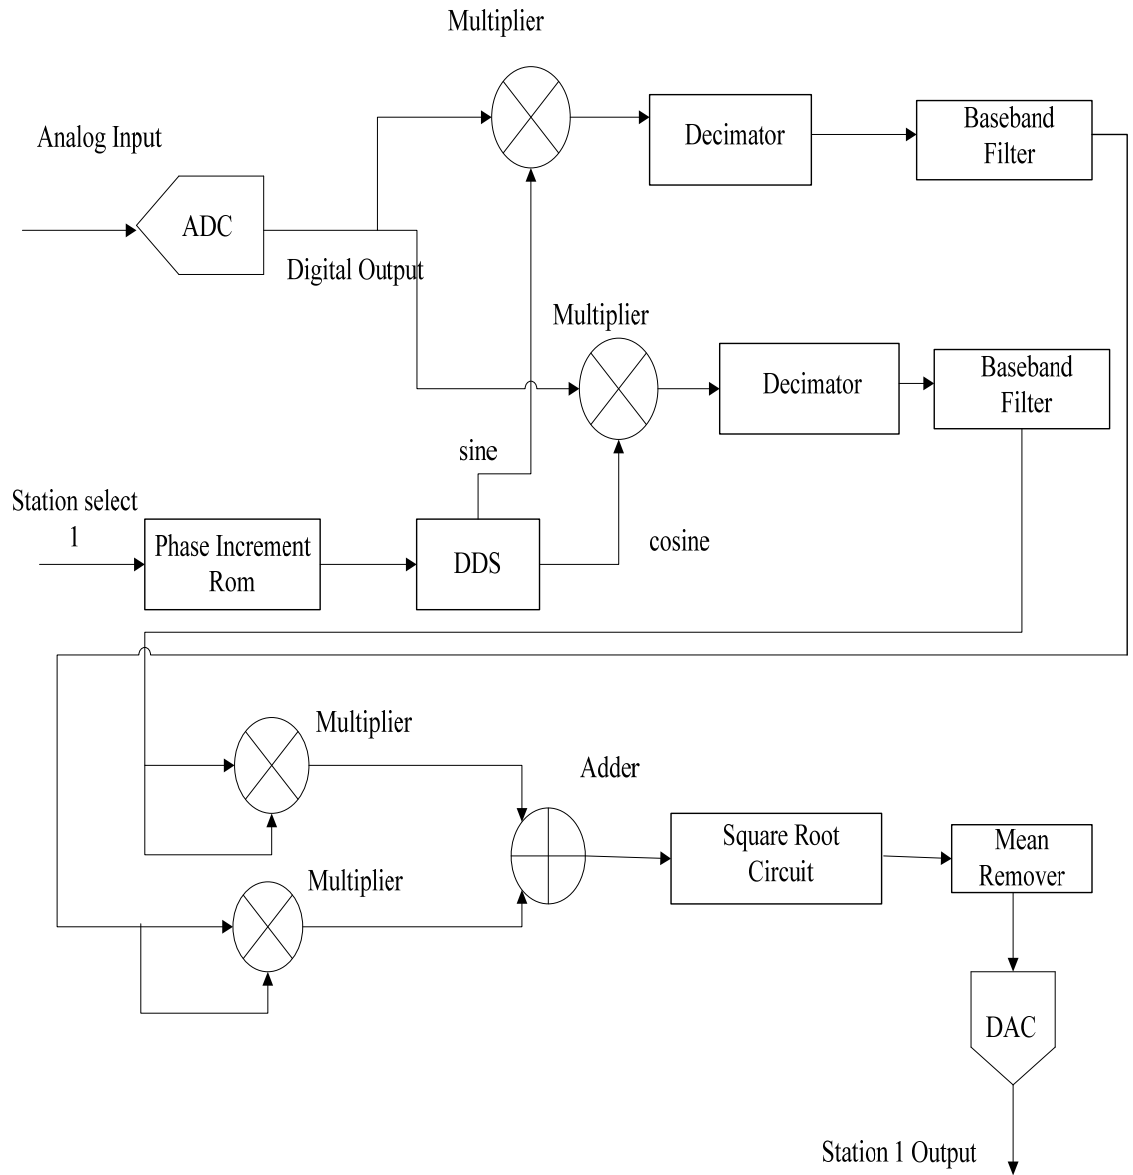 Multiplier
Analog Input
Decimator
Baseband
Filter
ADC
Digital Output
Multiplier
Decimator
Baseband
Filter
sine
Station select
1
Phase Increment
Rom
DDS
cosine
Multiplier
Adder
Square Root
Circuit
Mean
Remover
Multiplier
DAC
Station 1 Output